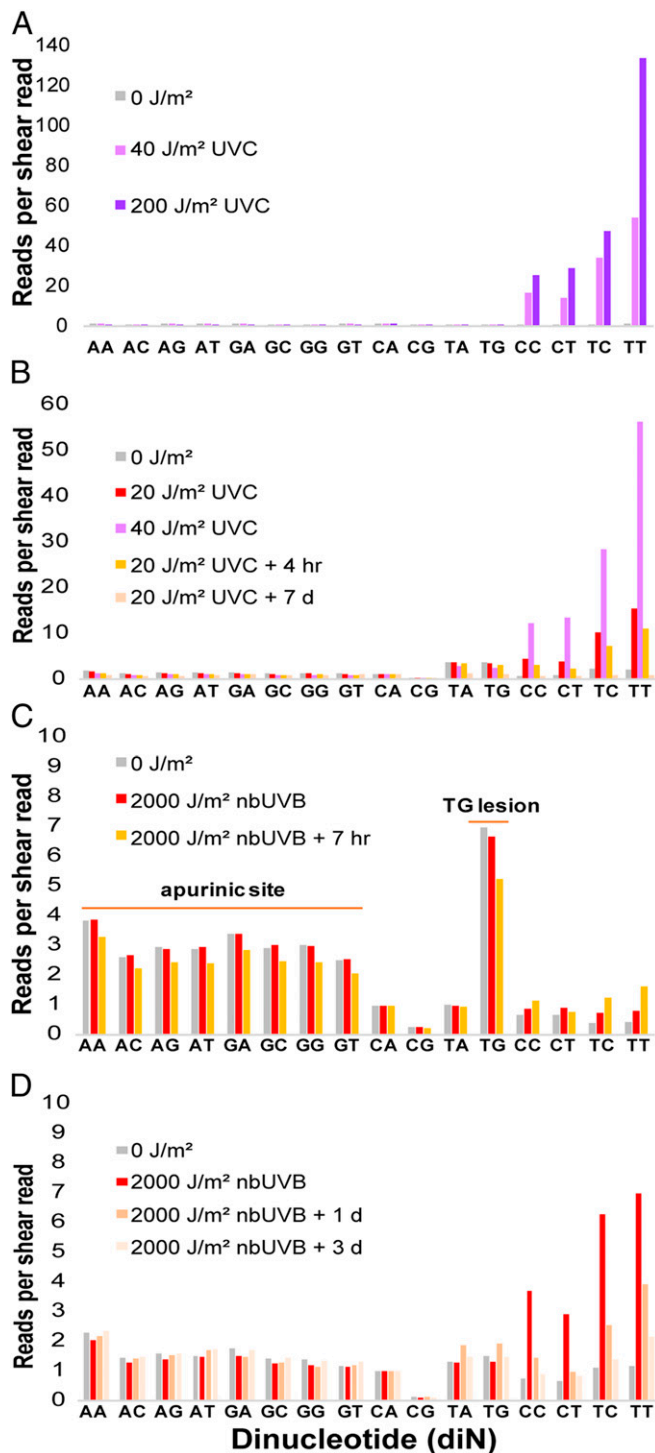 A
Reads per shear read
140
120
100
80
60
40
20
0
0 J/m²
40 J/m² UVC
200 J/m² UVC
AA AC AG AT GA GC GG GT CA CG TA TG CC CT TC TT
B
Reads per shear read
60
50
40
30
20
10
0
0 J/m²
20 J/m² UVC
40 J/m² UVC
20 J/m² UVC + 4 hr
20 J/m² UVC + 7 d
AA AC AG AT GA GC GG GT CA CG TA TG CC CT TC TT
C
Reads per shear read
10
9
8
7
6
5
4
3
2
1
0
0 J/m²
2000 J/m² nbUVB
2000 J/m² nbUVB + 7 hr
TG lesion
apurinic site
AA AC AG AT GA GC GG GT CA CG TA TG CC CT TC TT
D
Reads per shear read
10
9
8
7
6
5
4
3
2
1
0
0 J/m²
2000 J/m² nbUVB
2000 J/m² nbUVB + 1 d
2000 J/m² nbUVB + 3 d
AA AC AG AT GA GC GG GT CA CG TA TG CC CT TC TT
Dinucleotide (diN)